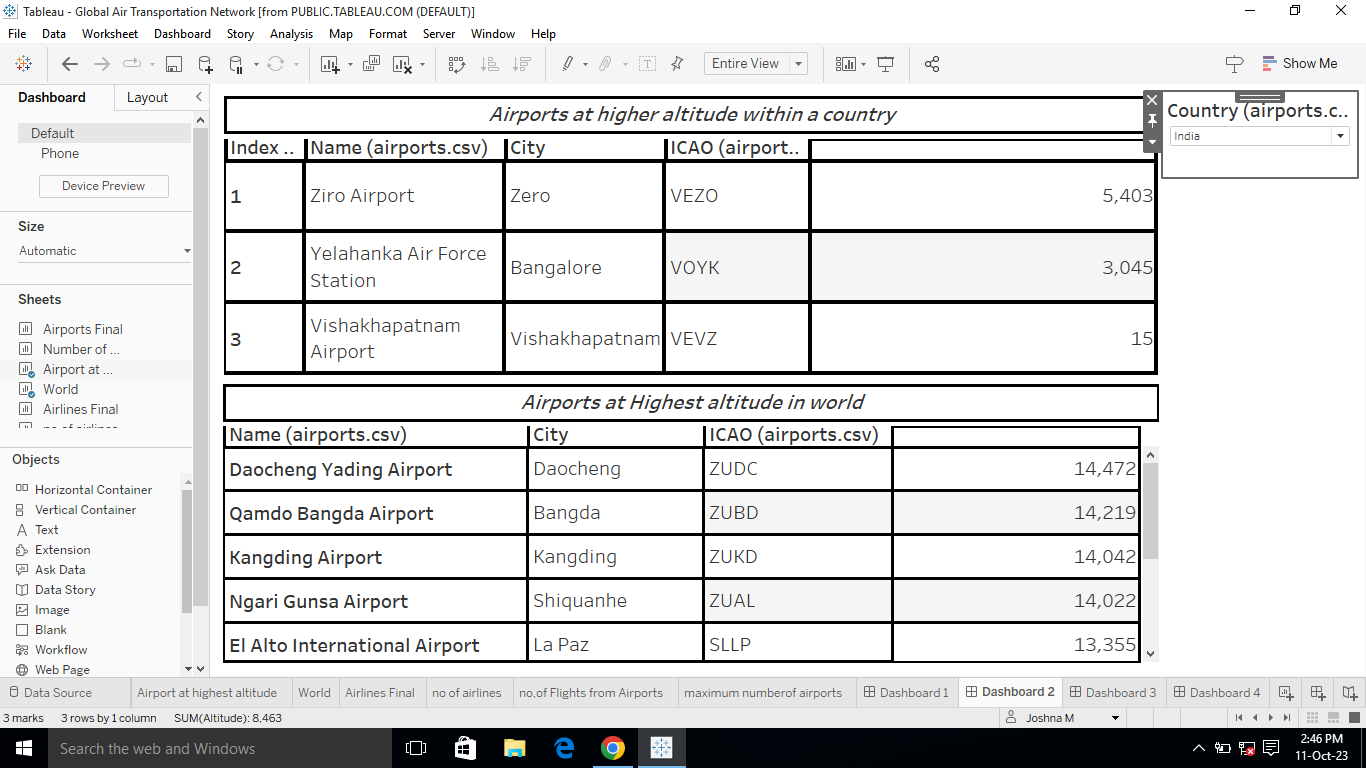 Tableau - Global Air Transportation Network [from PUBLIC.TABLEAU.COM (DEFAULT)]
File Data Worksheet Dashboard Story Analysis Map Format Server Window Help
Entire View
Show Me
Dashboard Layout
Default
Phone
Device Preview
Size
Automatic
Sheets
Airports Final
Number of ...
Airport at ...
World
Airlines Final
Objects
Horizontal Container
Vertical Container
Text
Extension
Ask Data
Data Story
Image
Blank
Workflow
Web Page
Airports at higher altitude within a country
Index .. Name (airports.csv) City ICAO (airport..
1 Ziro Airport Zero VEZO 5,403
2 Yelahanka Air Force Station Bangalore VOYK 3,045
3 Vishakhapatnam Airport Vishakhapatnam VEVZ 15
Country (airports.c..
India
Airports at Highest altitude in world
Name (airports.csv) City ICAO (airports.csv)
Daocheng Yading Airport Daocheng ZUDC 14,472
Qamdo Bangda Airport Bangda ZUBD 14,219
Kangding Airport Kangding ZUKD 14,042
Ngari Gunsa Airport Shiquanhe ZUAL 14,022
El Alto International Airport La Paz SLLP 13,355
Data Source Airport at highest altitude World Airlines Final no of airlines no,of Flights from Airports maximum numberof airports Dashboard 1 Dashboard 2 Dashboard 3 Dashboard 4
3 marks 3 rows by 1 column SUM(Altitude): 8,463 Joshna M
Search the web and Windows
2:46 PM
11-Oct-23